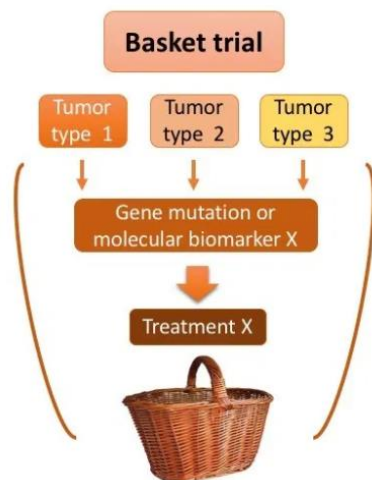 Basket trial
Tumor
type 1
Tumor
type 2
Tumor
type 3
Gene mutation or
molecular biomarker X
Treatment X